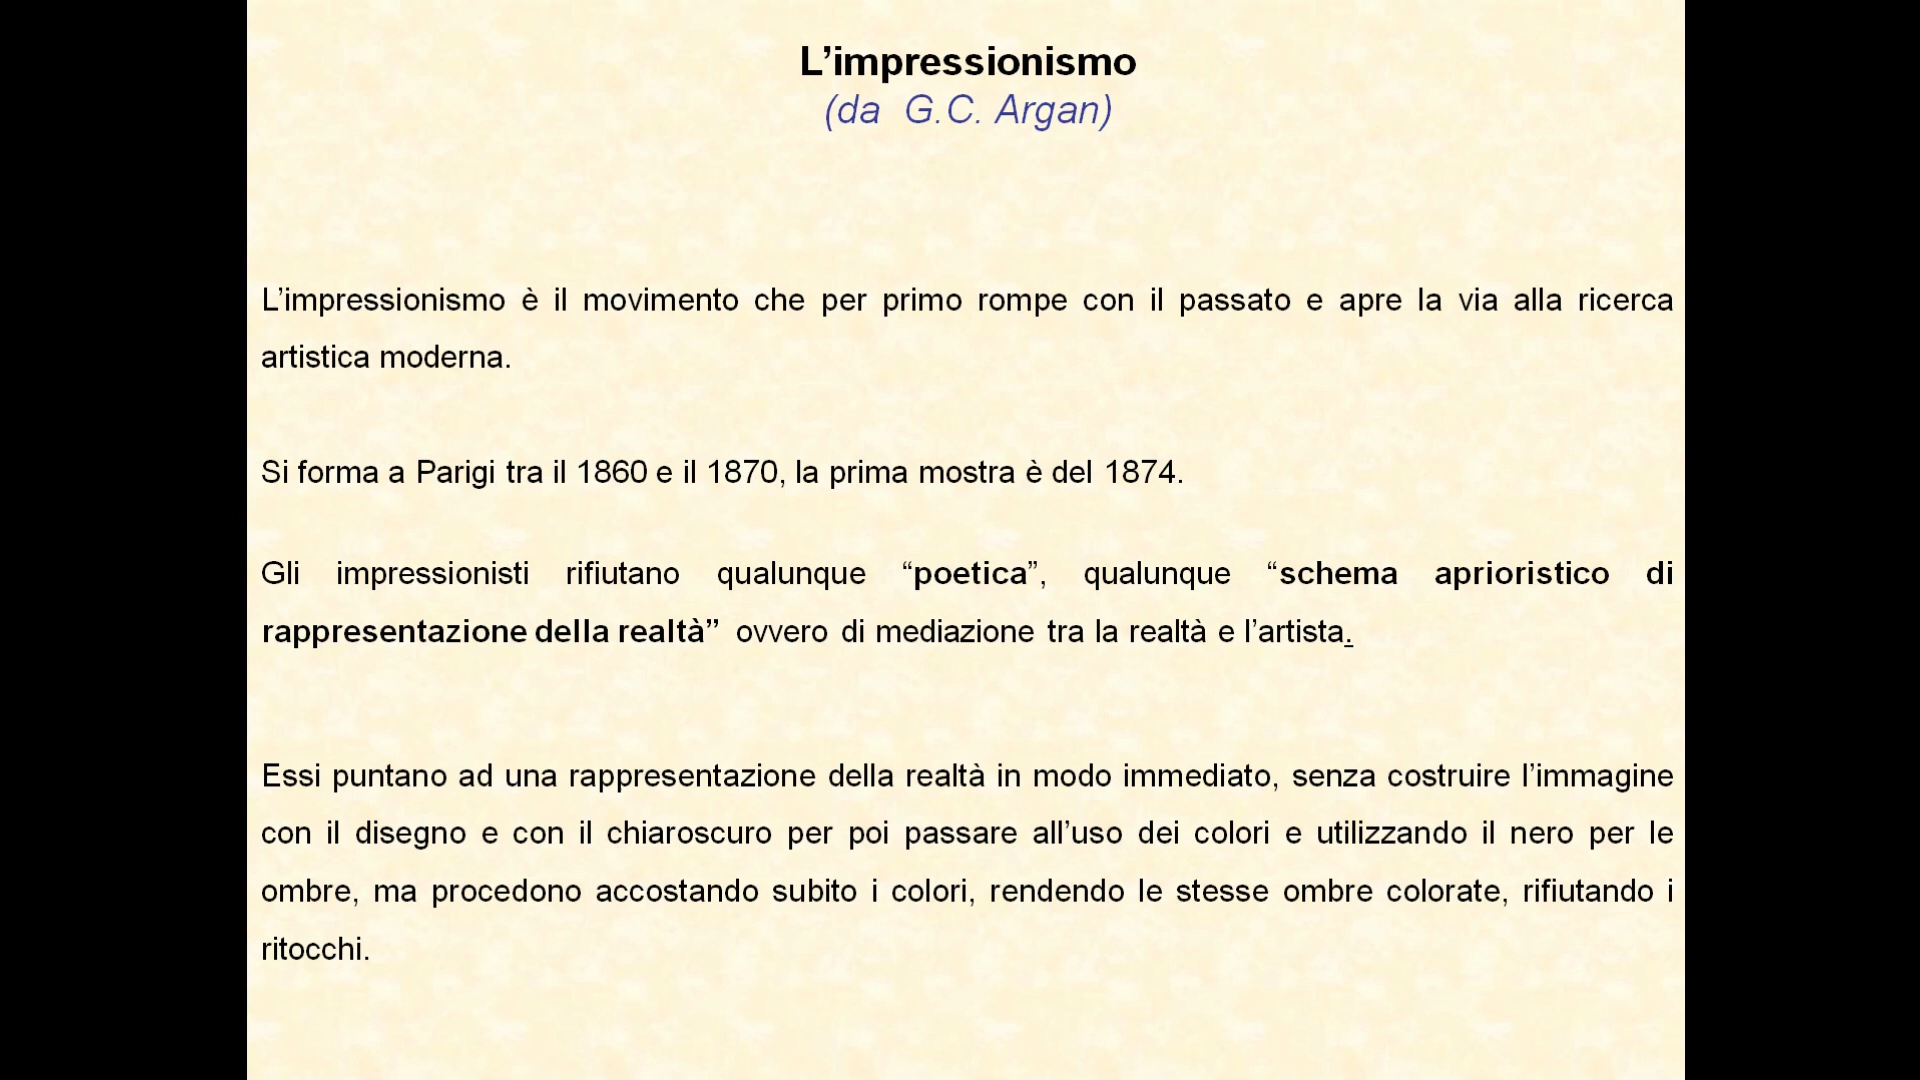 L’impressionismo
(da G.C. Argan)
L’impressionismo è il movimento che per primo rompe con il passato e apre la via alla ricerca
artistica moderna.
Si forma a Parigi tra il 1860 e il 1870, la prima mostra è del 1874.
Gli impressionisti rifiutano qualunque “poetica”, qualunque “schema aprioristico di
rappresentazione della realtà” ovvero di mediazione tra la realtà e l’artista.
Essi puntano ad una rappresentazione della realtà in modo immediato, senza costruire l’immagine
con il disegno e con il chiaroscuro per poi passare all’uso dei colori e utilizzando il nero per le
ombre, ma procedono accostando subito i colori, rendendo le stesse ombre colorate, rifiutando i
ritocchi.